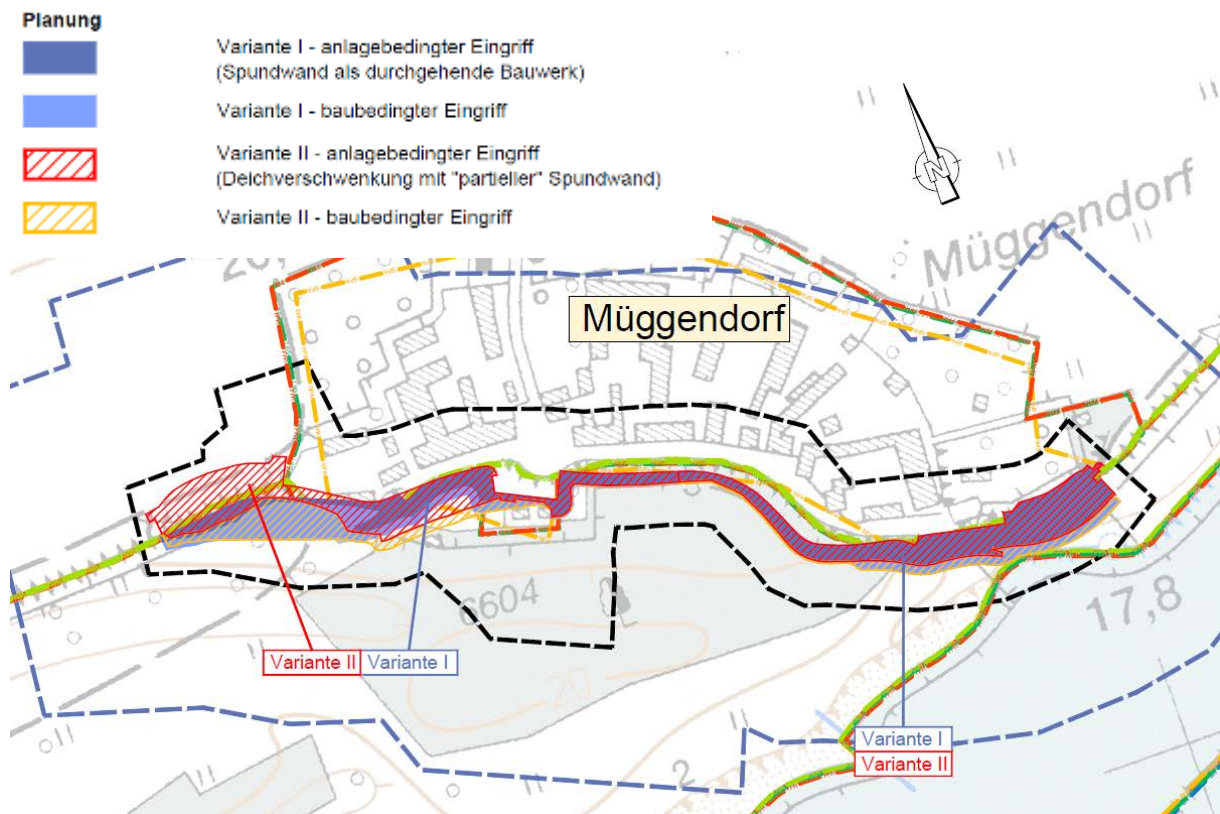 Planung
Variante I - anlagebedingter Eingriff
(Spundwand als durchgehende Bauwerk)
Variante I - baubedingter Eingriff
Variante II - anlagebedingter Eingriff
(Deichverschwenkung mit "partieller" Spundwand)
Variante II - baubedingter Eingriff
N
Müggendorf
Müggendorf
6604
17,8
Variante II
Variante I
20
Variante I
Variante II
2